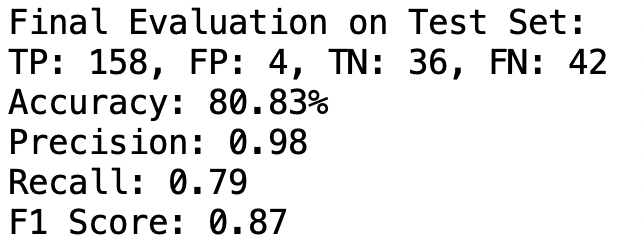 Final Evaluation on Test Set:
TP: 158, FP: 4, TN: 36, FN: 42
Accuracy: 80.83%
Precision: 0.98
Recall: 0.79
F1 Score: 0.87